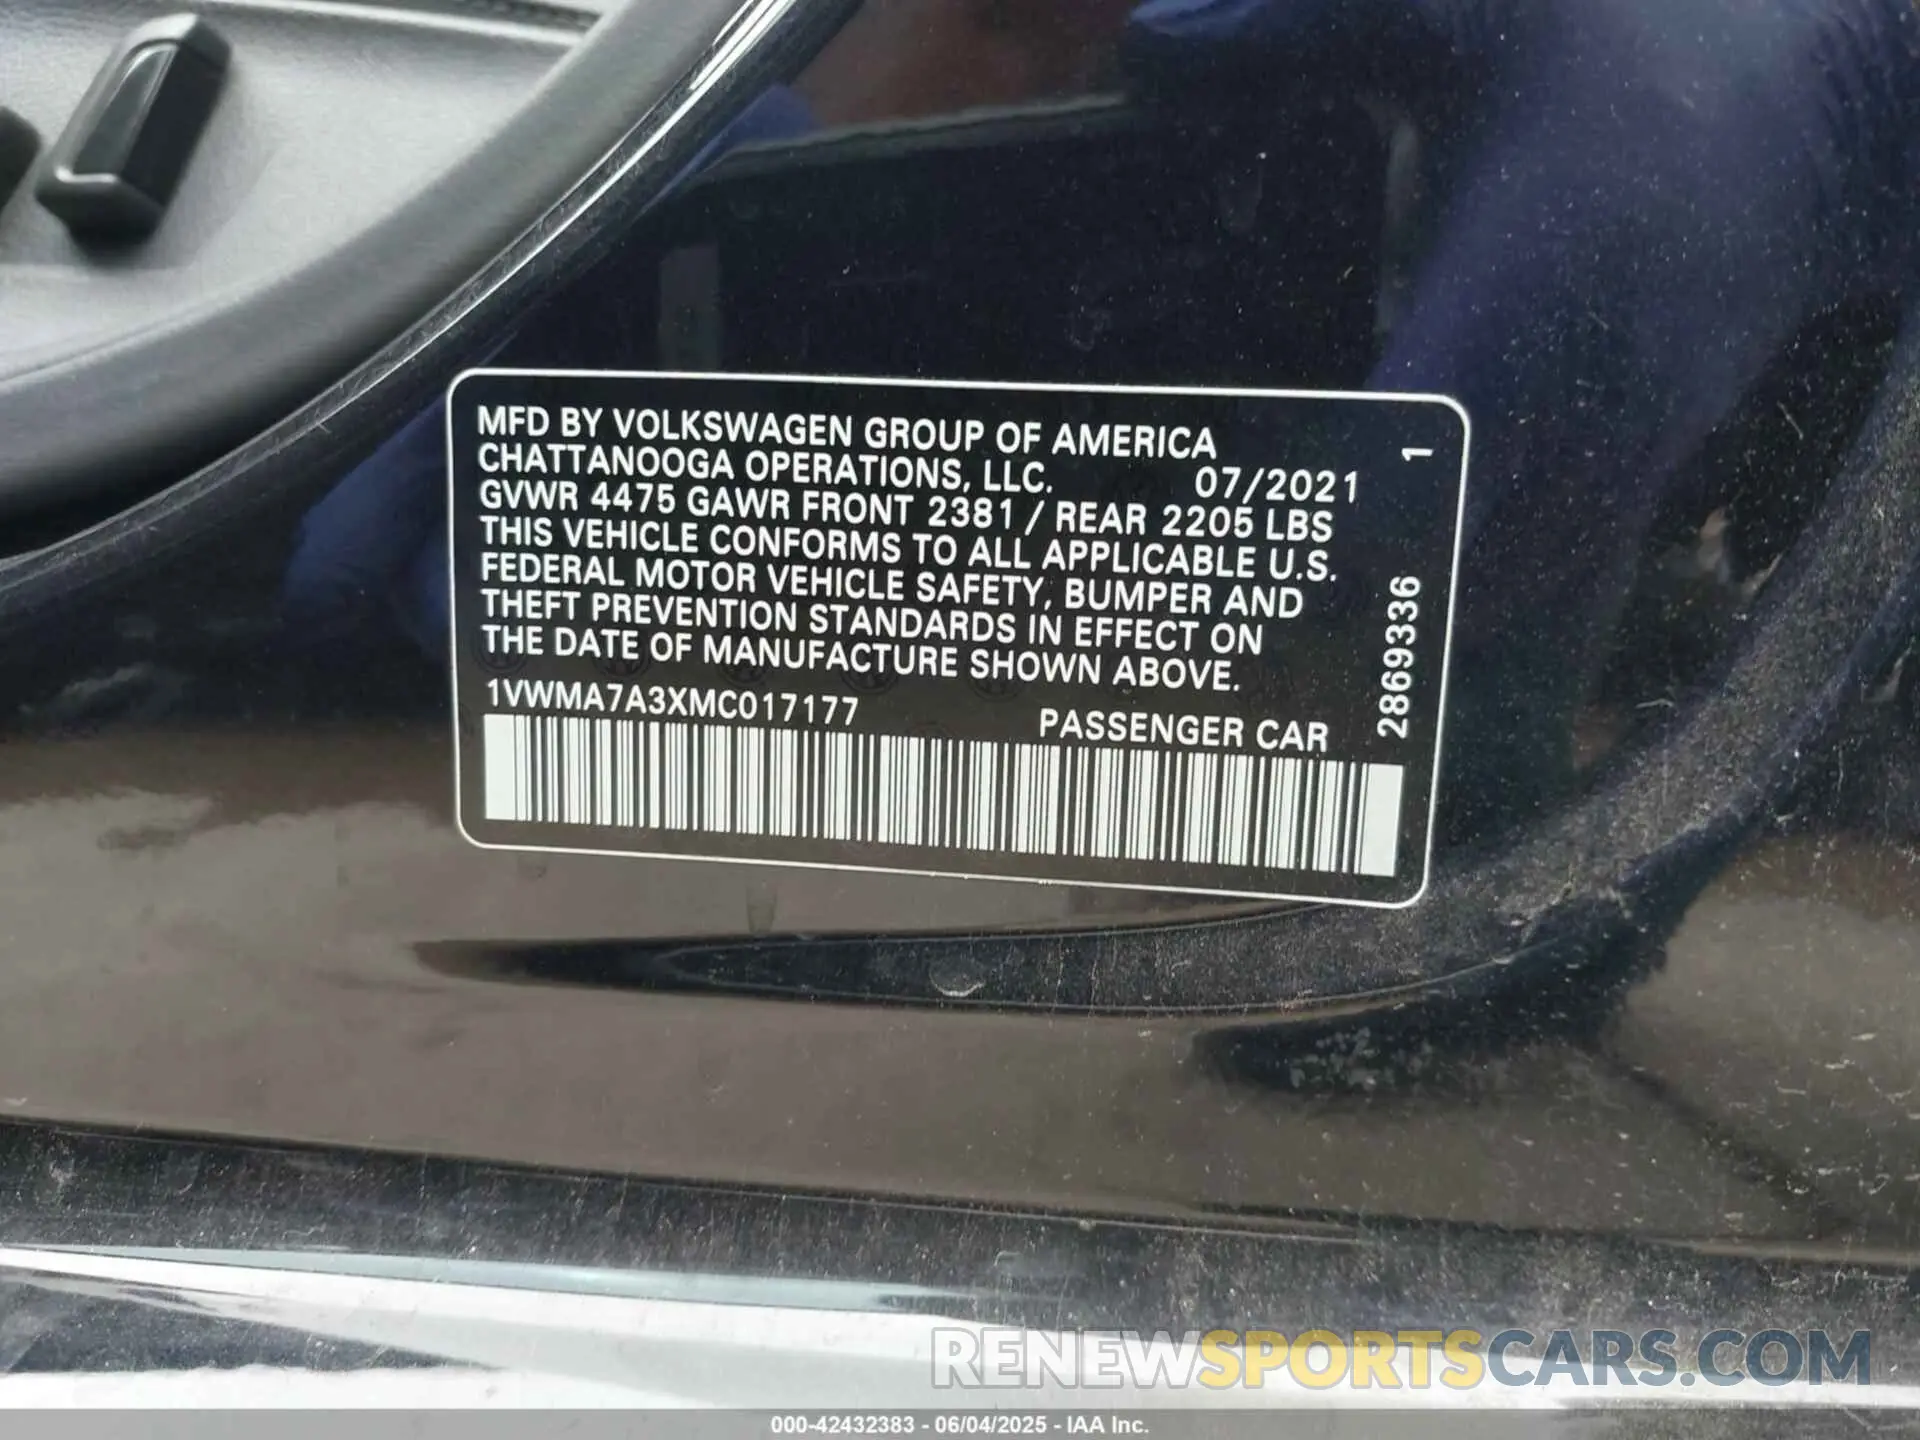 MFD BY VOLKSWAGEN GROUP OF AMERICA
CHATTANOOGA OPERATIONS, LLC. 07/2021
GVWR 4475 GAWR FRONT 2381 / REAR 2205 LBS
THIS VEHICLE CONFORMS TO ALL APPLICABLE U.S.
FEDERAL MOTOR VEHICLE SAFETY, BUMPER AND
THEFT PREVENTION STANDARDS IN EFFECT ON
THE DATE OF MANUFACTURE SHOWN ABOVE.
1VWMA7A3XMC017177 PASSENGER CAR
1
2869336
RENEWSPORTSCARS.COM
000-42432383 - 06/04/2025 - IAA Inc.